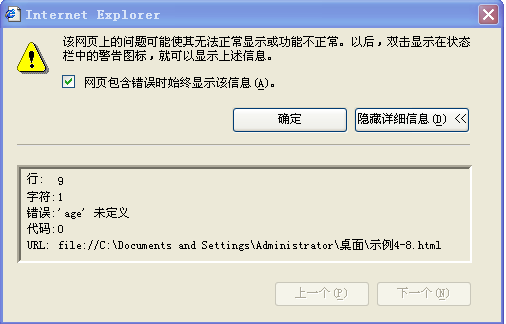 Internet Explorer
该网页上的问题可能使其无法正常显示或功能不正常。以后，双击显示在状态
栏中的警告图标，就可以显示上述信息。
网页包含错误时始终显示该信息(A)。
确定
隐藏详细信息(D) <<
行: 9
字符:1
错误:'age' 未定义
代码:0
URL: file://C:\Documents and Settings\Administrator\桌面\示例4-8.html
上一个(P)
下一个(N)